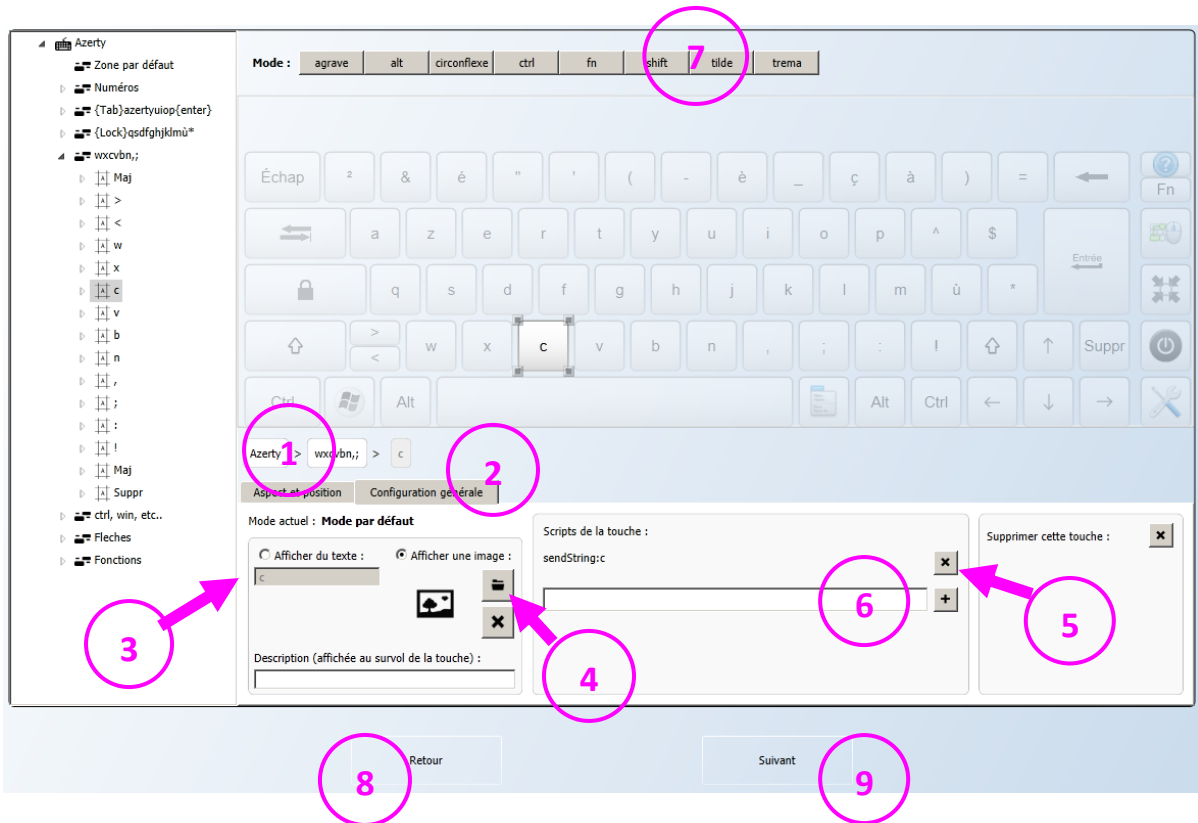 Azerty
Zone par défaut
Numéros
{Tab}azertyuiop{enter}
{Lock}qsdfghjklmù*
wxcvbn,;
Maj
>
<
w
x
c
v
b
n
,
;
:
!
Maj
Suppr
ctrl, win, etc..
Fleches
Fonctions
Mode : agrave alt circonflexe ctrl fn shift tilde trema
7
Échap ² & é " ' ( - è _ ç à ) = Fn
a z e r t y u i o p ^ $ Entrée
q s d f g h j k l m ù *
> < w x c v b n , ; : ! Suppr
Ctrl Alt Alt Ctrl
Azerty > wxcvbn,; > c
1
2
Aspect et position Configuration générale
Mode actuel : Mode par défaut
Afficher du texte : Afficher une image :
c
Description (affichée au survol de la touche) :
3
4
Scripts de la touche :
sendString:c
6
5
Supprimer cette touche :
Retour
8
Suivant
9